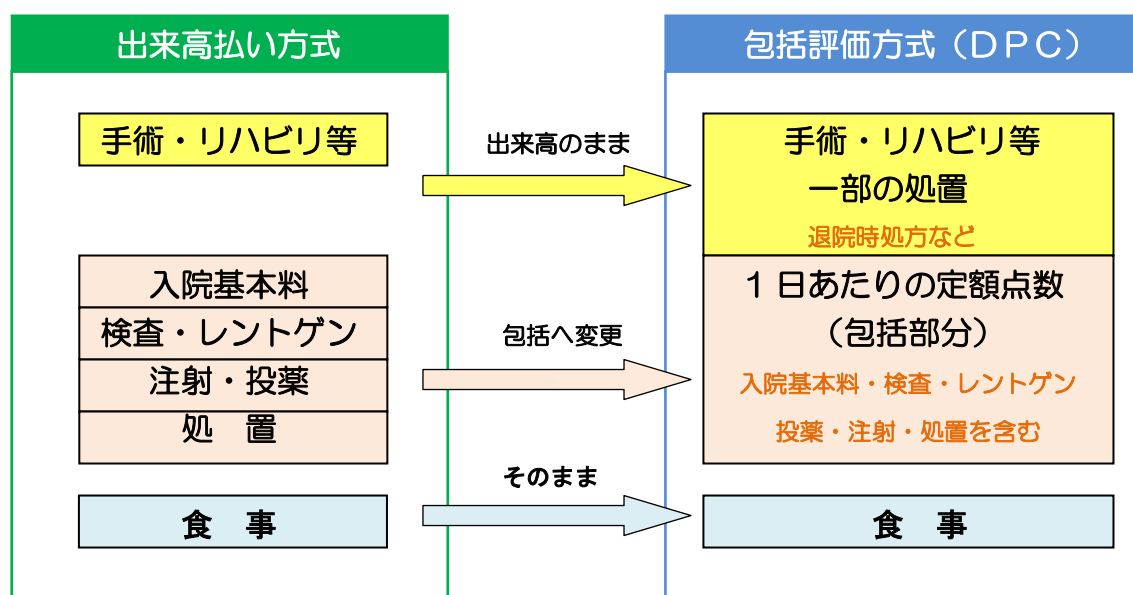 出来高払い方式
手術・リハビリ等
入院基本料
検査・レントゲン
注射・投薬
処　置
食　事
出来高のまま
包括へ変更
そのまま
包括評価方式（ＤＰＣ）
手術・リハビリ等
一部の処置
退院時処方など
１日あたりの定額点数
（包括部分）
入院基本料・検査・レントゲン
投薬・注射・処置を含む
食　事